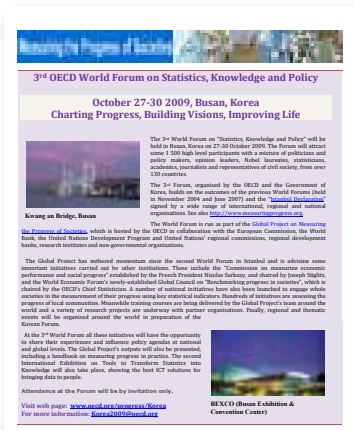 Measuring the Progress of Societies
3rd OECD World Forum on Statistics, Knowledge and Policy
October 27-30 2009, Busan, Korea
Charting Progress, Building Visions, Improving Life
The 3rd World Forum on "Statistics, Knowledge and Policy" will be
held in Busan, Korea on 27-30 October 2009. The Forum will attract
some 1 500 high level participants with a mixture of politicians and
policy makers, opinion leaders, Nobel laureates, statisticians,
academics, journalists and representatives of civil society, from over
130 countries.
The 3rd Forum, organised by the OECD and the Government of
Korea, builds on the outcomes of the previous World Forums (held
in November 2004 and June 2007) and the "Istanbul Declaration"
signed by a wide range of international, regional and national
organisations. See also http://www.measuringprogress.org.
Kwang an Bridge, Busan
The World Forum is run as part of the Global Project on Measuring
the Progress of Societies, which is hosted by the OECD in collaboration with the European Commission, the World
Bank, the United Nations Development Program and United Nations' regional commissions, regional development
banks, research institutes and non-governmental organisations.
The Global Project has gathered momentum since the second World Forum in Istanbul and is advising some
important initiatives carried out by other institutions. These include the "Commission on measuring economic
performance and social progress" established by the French President Nicolas Sarkozy, and chaired by Joseph Stiglitz,
and the World Economic Forum's newly-established Global Council on "Benchmarking progress in societies", which is
chaired by the OECD's Chief Statistician. A number of national initiatives have also been launched to engage whole
societies in the measurement of their progress using key statistical indicators. Hundreds of initiatives are assessing the
progress of local communities. Meanwhile training courses are being delivered by the Global Project's team around the
world and a variety of research projects are underway with partner organisations. Finally, regional and thematic
events will be organised around the world in preparation of the
Korean Forum.
At the 3rd World Forum all these initiatives will have the opportunity
to share their experiences and influence policy agendas at national
and global levels. The Global Project's outputs will also be presented,
including a handbook on measuring progress in practice. The second
International Exhibition on Tools to Transform Statistics into
Knowledge will also take place, showing the best ICT solutions for
bringing data to people.
Attendance at the Forum will be by invitation only.
Visit web page: www.oecd.org/progress/Korea
For more information: Korea2009@oecd.org
BEXCO (Busan Exhibition &
Convention Center)